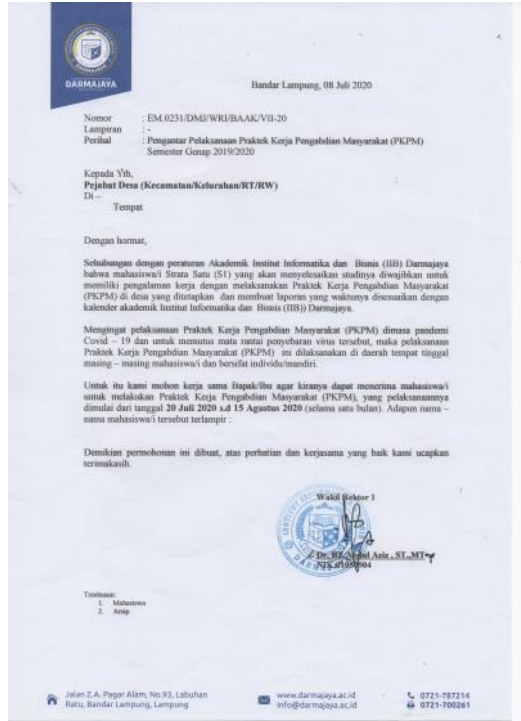 DARMAJAYA
Bandar Lampung, 08 Juli 2020
Nomor : EM.0231/DMJ/WRI/BAAK/VII-20
Lampiran : -
Perihal : Pengantar Pelaksanaan Praktek Kerja Pengabdian Masyarakat (PKPM)
Semester Genap 2019/2020
Kepada Yth,
Pejabat Desa (Kecamatan/Kelurahan/RT/RW)
Di –
Tempat
Dengan hormat,
Sehubungan dengan peraturan Akademik Institut Informatika dan Bisnis (IIB) Darmajaya
bahwa mahasiswa/i Strata Satu (S1) yang akan menyelesaikan studinya diwajibkan untuk
memiliki pengalaman kerja dengan melaksanakan Praktek Kerja Pengabdian Masyarakat
(PKPM) di desa yang ditetapkan dan membuat laporan yang waktunya disesuaikan dengan
kalender akademik Institut Informatika dan Bisnis (IIB)) Darmajaya.
Mengingat pelaksanaan Praktek Kerja Pengabdian Masyarakat (PKPM) dimasa pandemi
Covid – 19 dan untuk memutus mata rantai penyebaran virus tersebut, maka pelaksanaan
Praktek Kerja Pengabdian Masyarakat (PKPM) ini dilaksanakan di daerah tempat tinggal
masing – masing mahasiswa/i dan bersifat individu/mandiri.
Untuk itu kami mohon kerja sama Bapak/Ibu agar kiranya dapat menerima mahasiswa/i
untuk melakukan Praktek Kerja Pengabdian Masyarakat (PKPM), yang pelaksanaannya
dimulai dari tanggal 20 Juli 2020 s.d 15 Agustus 2020 (selama satu bulan). Adapun nama –
nama mahasiswa/i tersebut terlampir :
Demikian permohonan ini dibuat, atas perhatian dan kerjasama yang baik kami ucapkan
terimakasih.
Wakil Rektor 1
Dr. RZ. Abdul Aziz , ST.,MT
NIK
Tembusan:
1. Mahasiswa
2. Arsip
Jalan Z.A. Pagar Alam, No.93, Labuhan
Ratu, Bandar Lampung, Lampung
www.darmajaya.ac.id
info@darmajaya.ac.id
0721-787214
0721-700261